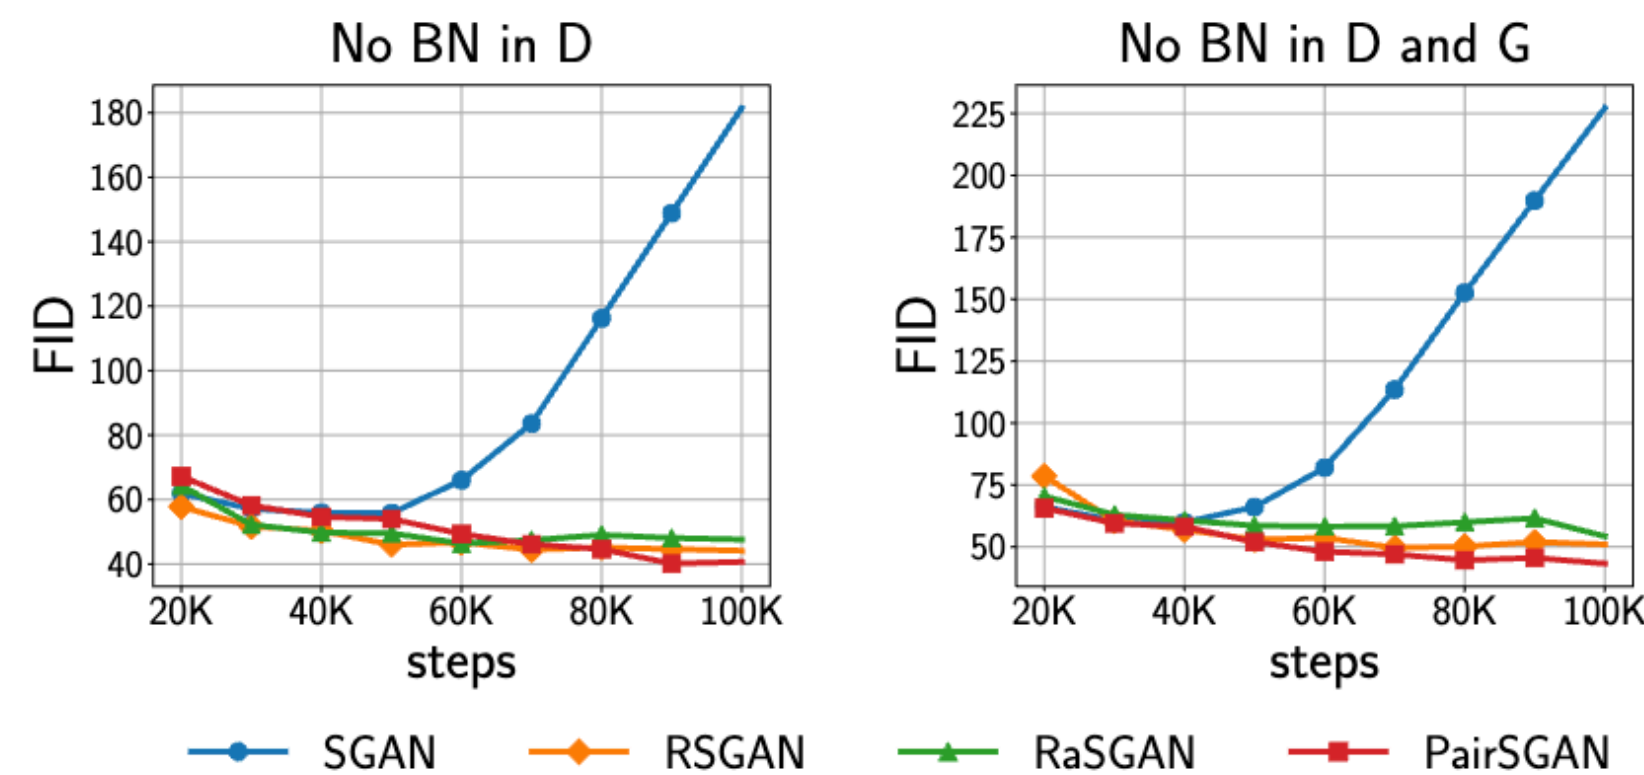 No BN in D
No BN in D and G
FID
180
160
140
120
100
80
60
40
20K 40K 60K 80K 100K
steps
FID
225
200
175
150
125
100
75
50
20K 40K 60K 80K 100K
steps
SGAN RSGAN RaSGAN PairSGAN